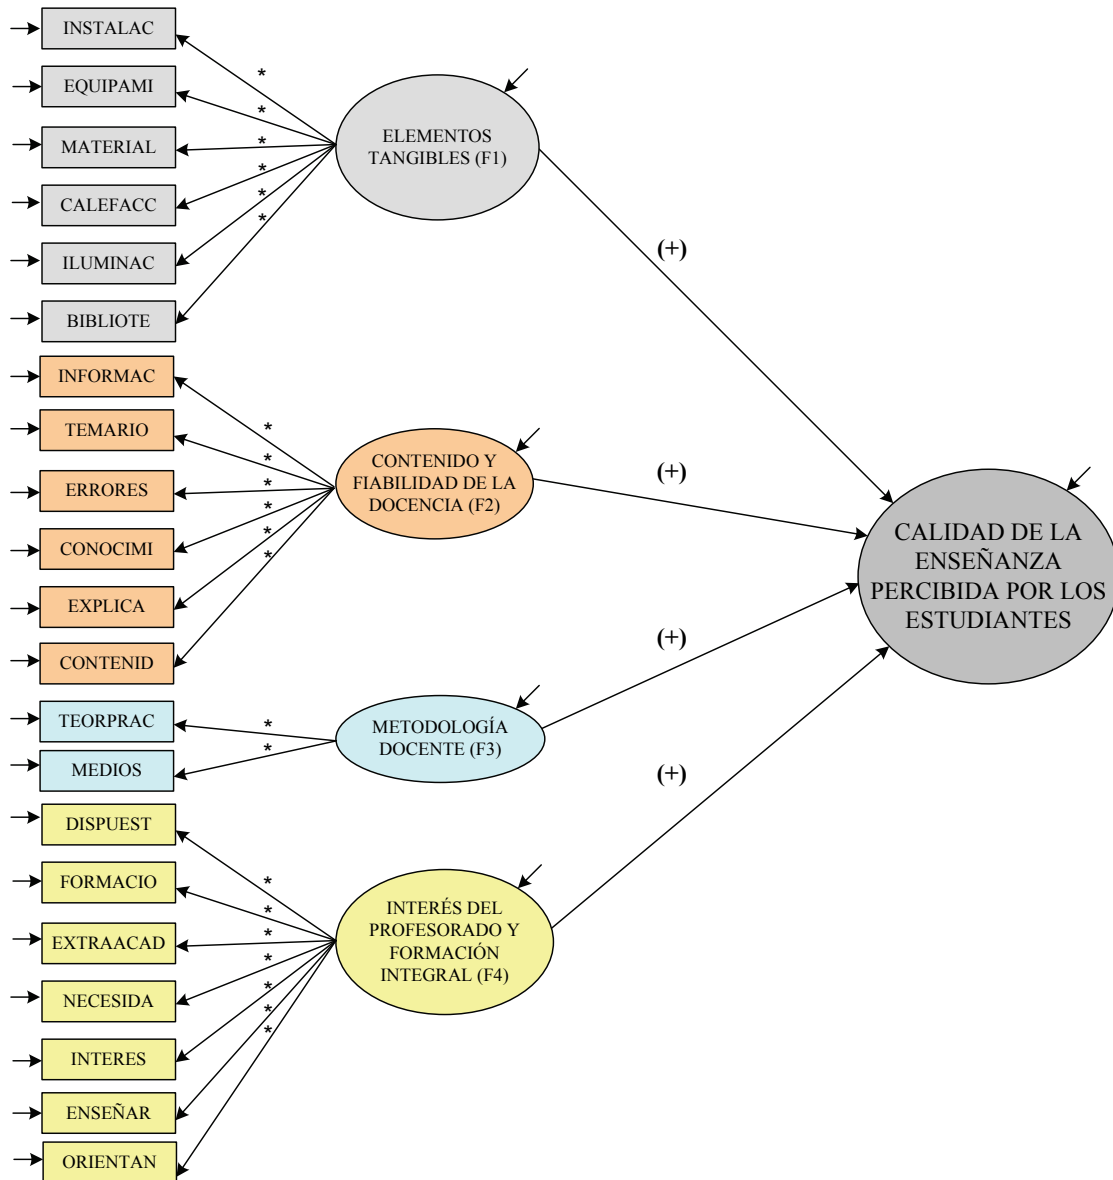 INSTALAC
EQUIPAMI
MATERIAL
CALEFACC
ILUMINAC
BIBLIOTE
*
*
*
*
*
*
ELEMENTOS
TANGIBLES (F1)
(+)
INFORMAC
TEMARIO
ERRORES
CONOCIMI
EXPLICA
CONTENID
*
*
*
*
*
*
CONTENIDO Y
FIABILIDAD DE LA
DOCENCIA (F2)
(+)
TEORPRAC
MEDIOS
*
*
METODOLOGÍA
DOCENTE (F3)
(+)
DISPUEST
FORMACIO
EXTRAACAD
NECESIDA
INTERES
ENSEÑAR
ORIENTAN
*
*
*
*
*
*
*
INTERÉS DEL
PROFESORADO Y
FORMACIÓN
INTEGRAL (F4)
(+)
CALIDAD DE LA
ENSEÑANZA
PERCIBIDA POR LOS
ESTUDIANTES